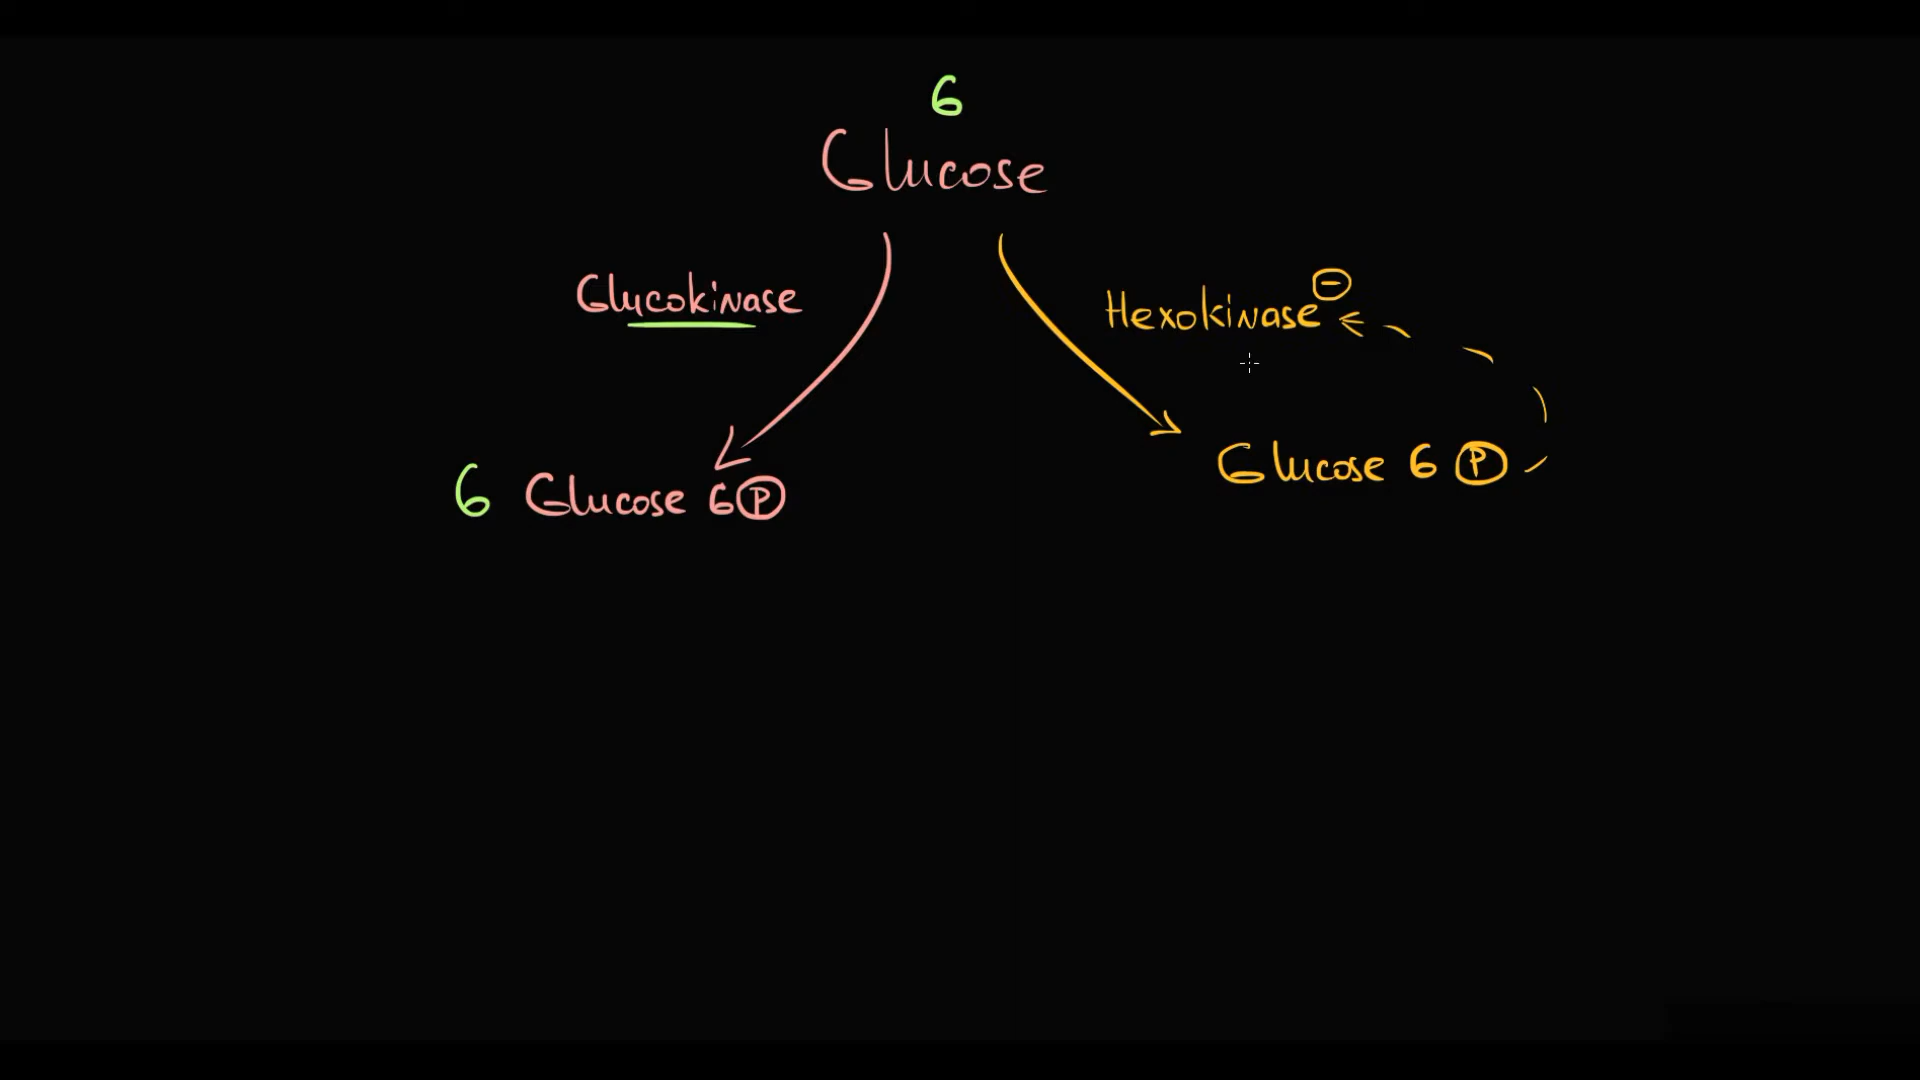 6
Glucose
Glucokinase
Hexokinase -
6 Glucose 6 P
Glucose 6 P